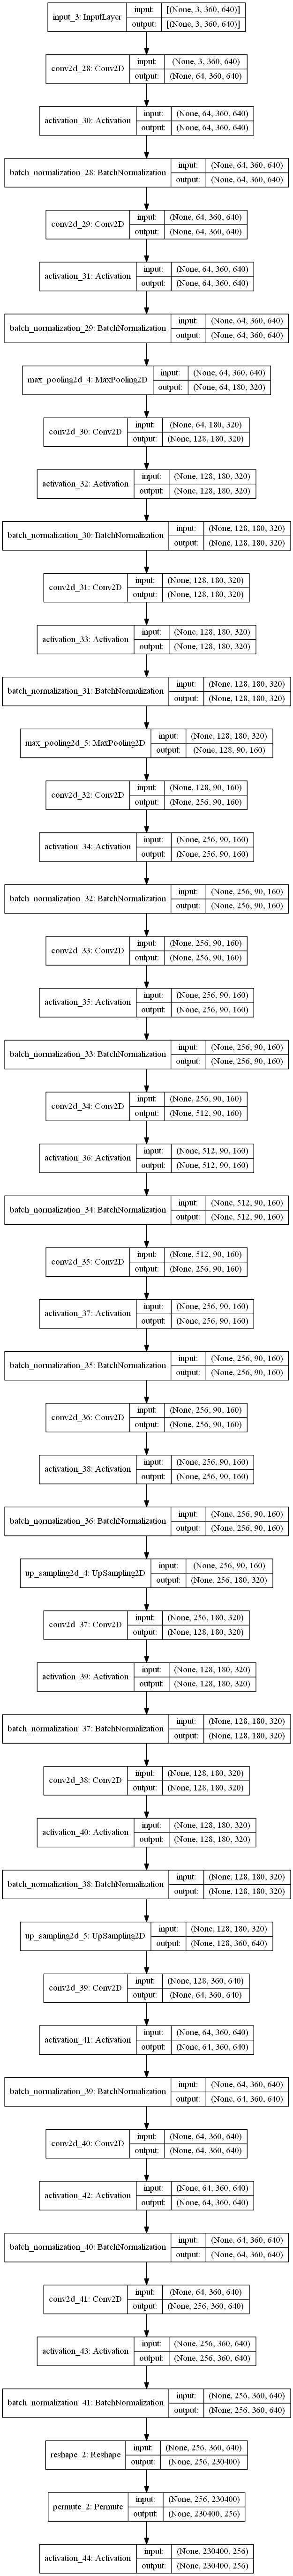 input_3: InputLayer
input: [(None, 3, 360, 640)]
output: [(None, 3, 360, 640)]
conv2d_28: Conv2D
input: (None, 3, 360, 640)
output: (None, 64, 360, 640)
activation_30: Activation
input: (None, 64, 360, 640)
output: (None, 64, 360, 640)
batch_normalization_28: BatchNormalization
input: (None, 64, 360, 640)
output: (None, 64, 360, 640)
conv2d_29: Conv2D
input: (None, 64, 360, 640)
output: (None, 64, 360, 640)
activation_31: Activation
input: (None, 64, 360, 640)
output: (None, 64, 360, 640)
batch_normalization_29: BatchNormalization
input: (None, 64, 360, 640)
output: (None, 64, 360, 640)
max_pooling2d_4: MaxPooling2D
input: (None, 64, 360, 640)
output: (None, 64, 180, 320)
conv2d_30: Conv2D
input: (None, 64, 180, 320)
output: (None, 128, 180, 320)
activation_32: Activation
input: (None, 128, 180, 320)
output: (None, 128, 180, 320)
batch_normalization_30: BatchNormalization
input: (None, 128, 180, 320)
output: (None, 128, 180, 320)
conv2d_31: Conv2D
input: (None, 128, 180, 320)
output: (None, 128, 180, 320)
activation_33: Activation
input: (None, 128, 180, 320)
output: (None, 128, 180, 320)
batch_normalization_31: BatchNormalization
input: (None, 128, 180, 320)
output: (None, 128, 180, 320)
max_pooling2d_5: MaxPooling2D
input: (None, 128, 180, 320)
output: (None, 128, 90, 160)
conv2d_32: Conv2D
input: (None, 128, 90, 160)
output: (None, 256, 90, 160)
activation_34: Activation
input: (None, 256, 90, 160)
output: (None, 256, 90, 160)
batch_normalization_32: BatchNormalization
input: (None, 256, 90, 160)
output: (None, 256, 90, 160)
conv2d_33: Conv2D
input: (None, 256, 90, 160)
output: (None, 256, 90, 160)
activation_35: Activation
input: (None, 256, 90, 160)
output: (None, 256, 90, 160)
batch_normalization_33: BatchNormalization
input: (None, 256, 90, 160)
output: (None, 256, 90, 160)
conv2d_34: Conv2D
input: (None, 256, 90, 160)
output: (None, 512, 90, 160)
activation_36: Activation
input: (None, 512, 90, 160)
output: (None, 512, 90, 160)
batch_normalization_34: BatchNormalization
input: (None, 512, 90, 160)
output: (None, 512, 90, 160)
conv2d_35: Conv2D
input: (None, 512, 90, 160)
output: (None, 256, 90, 160)
activation_37: Activation
input: (None, 256, 90, 160)
output: (None, 256, 90, 160)
batch_normalization_35: BatchNormalization
input: (None, 256, 90, 160)
output: (None, 256, 90, 160)
conv2d_36: Conv2D
input: (None, 256, 90, 160)
output: (None, 256, 90, 160)
activation_38: Activation
input: (None, 256, 90, 160)
output: (None, 256, 90, 160)
batch_normalization_36: BatchNormalization
input: (None, 256, 90, 160)
output: (None, 256, 90, 160)
up_sampling2d_4: UpSampling2D
input: (None, 256, 90, 160)
output: (None, 256, 180, 320)
conv2d_37: Conv2D
input: (None, 256, 180, 320)
output: (None, 128, 180, 320)
activation_39: Activation
input: (None, 128, 180, 320)
output: (None, 128, 180, 320)
batch_normalization_37: BatchNormalization
input: (None, 128, 180, 320)
output: (None, 128, 180, 320)
conv2d_38: Conv2D
input: (None, 128, 180, 320)
output: (None, 128, 180, 320)
activation_40: Activation
input: (None, 128, 180, 320)
output: (None, 128, 180, 320)
batch_normalization_38: BatchNormalization
input: (None, 128, 180, 320)
output: (None, 128, 180, 320)
up_sampling2d_5: UpSampling2D
input: (None, 128, 180, 320)
output: (None, 128, 360, 640)
conv2d_39: Conv2D
input: (None, 128, 360, 640)
output: (None, 64, 360, 640)
activation_41: Activation
input: (None, 64, 360, 640)
output: (None, 64, 360, 640)
batch_normalization_39: BatchNormalization
input: (None, 64, 360, 640)
output: (None, 64, 360, 640)
conv2d_40: Conv2D
input: (None, 64, 360, 640)
output: (None, 64, 360, 640)
activation_42: Activation
input: (None, 64, 360, 640)
output: (None, 64, 360, 640)
batch_normalization_40: BatchNormalization
input: (None, 64, 360, 640)
output: (None, 64, 360, 640)
conv2d_41: Conv2D
input: (None, 64, 360, 640)
output: (None, 256, 360, 640)
activation_43: Activation
input: (None, 256, 360, 640)
output: (None, 256, 360, 640)
batch_normalization_41: BatchNormalization
input: (None, 256, 360, 640)
output: (None, 256, 360, 640)
reshape_2: Reshape
input: (None, 256, 360, 640)
output: (None, 256, 230400)
permute_2: Permute
input: (None, 256, 230400)
output: (None, 230400, 256)
activation_44: Activation
input: (None, 230400, 256)
output: (None, 230400, 256)